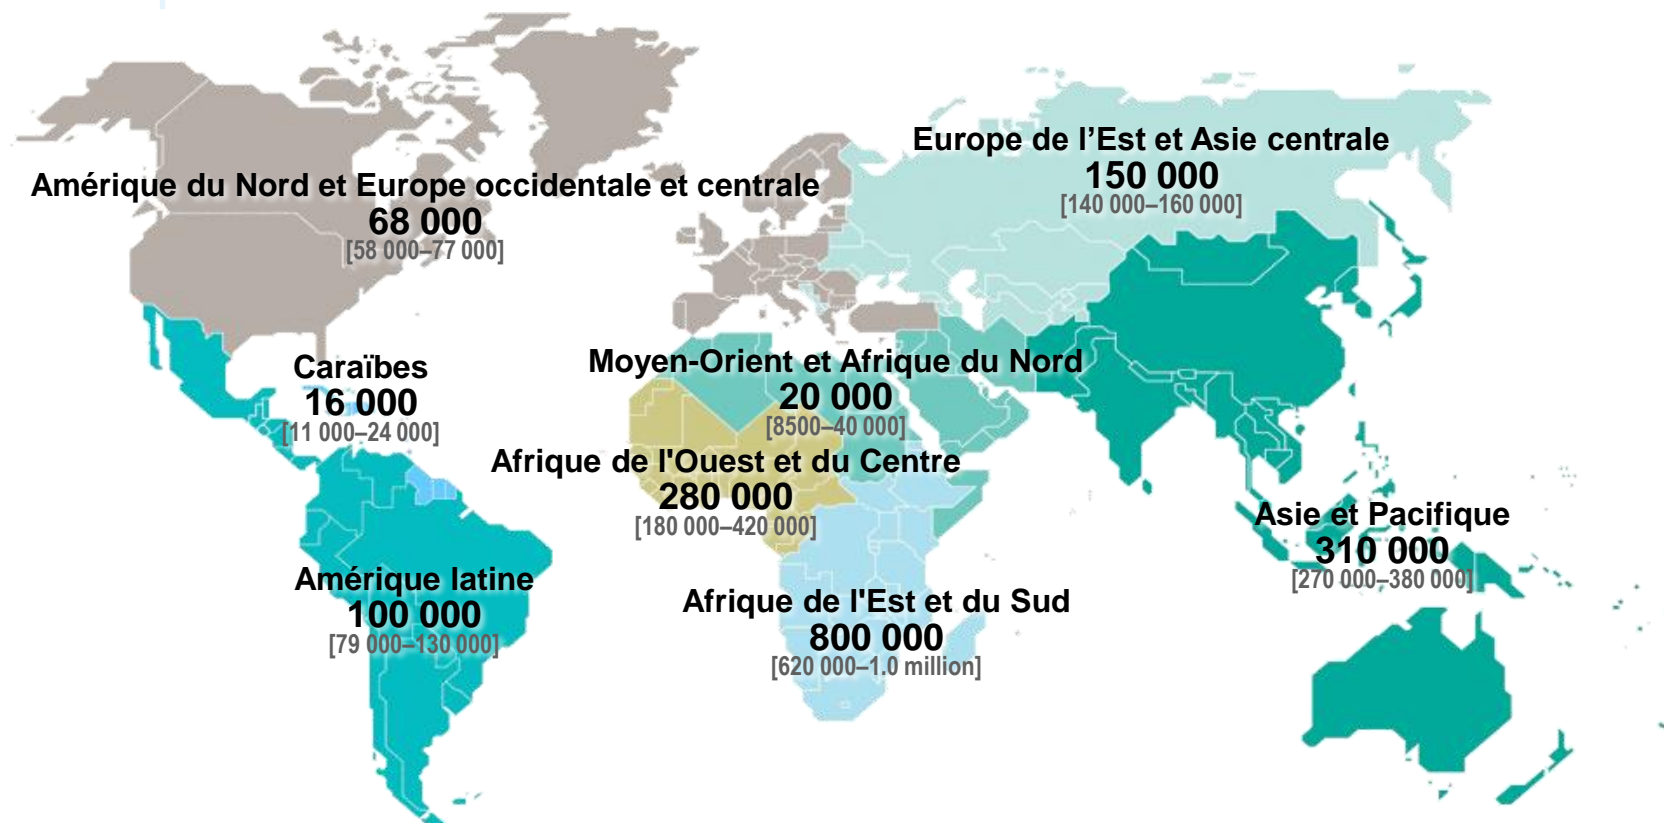 Europe de l’Est et Asie centrale
150 000
[140 000–160 000]
Amérique du Nord et Europe occidentale et centrale
68 000
[58 000–77 000]
Caraïbes
16 000
[11 000–24 000]
Moyen-Orient et Afrique du Nord
20 000
[8500–40 000]
Afrique de l'Ouest et du Centre
280 000
[180 000–420 000]
Asie et Pacifique
310 000
[270 000–380 000]
Amérique latine
100 000
[79 000–130 000]
Afrique de l'Est et du Sud
800 000
[620 000–1.0 million]